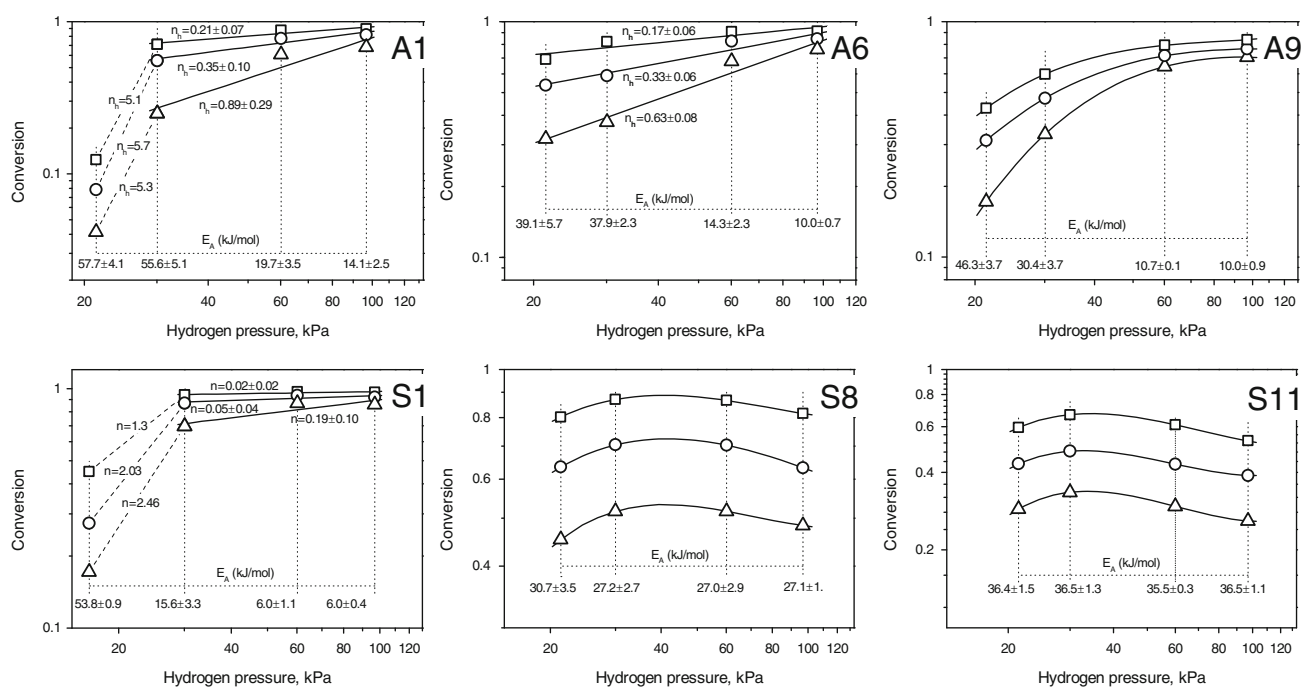 A1
Conversion
1
0.1
n_h=0.21±0.07
n_h=0.35±0.10
n_h=0.89±0.29
n_h=5.1
n_h=5.7
n_h=5.3
E_A (kJ/mol)
57.7±4.1 55.6±5.1 19.7±3.5 14.1±2.5
20 40 60 80 100 120
Hydrogen pressure, kPa
A6
Conversion
1
0.1
n_h=0.17±0.06
n_h=0.33±0.06
n_h=0.63±0.08
E_A (kJ/mol)
39.1±5.7 37.9±2.3 14.3±2.3 10.0±0.7
20 40 60 80 100 120
Hydrogen pressure, kPa
A9
Conversion
1
0.1
E_A (kJ/mol)
46.3±3.7 30.4±3.7 10.7±0.1 10.0±0.9
20 40 60 80 100 120
Hydrogen pressure, kPa
S1
Conversion
1
0.1
n=0.02±0.02
n=0.05±0.04
n=0.19±0.10
n=1.3
n=2.03
n=2.46
E_A (kJ/mol)
53.8±0.9 15.6±3.3 6.0±1.1 6.0±0.4
20 40 60 80 100 120
Hydrogen pressure, kPa
S8
Conversion
1
0.8
0.6
0.4
E_A (kJ/mol)
30.7±3.5 27.2±2.7 27.0±2.9 27.1±1.
20 40 60 80 100 120
Hydrogen pressure, kPa
S11
Conversion
1
0.8
0.6
0.4
0.2
E_A (kJ/mol)
36.4±1.5 36.5±1.3 35.5±0.3 36.5±1.1
20 40 60 80 100 120
Hydrogen pressure, kPa